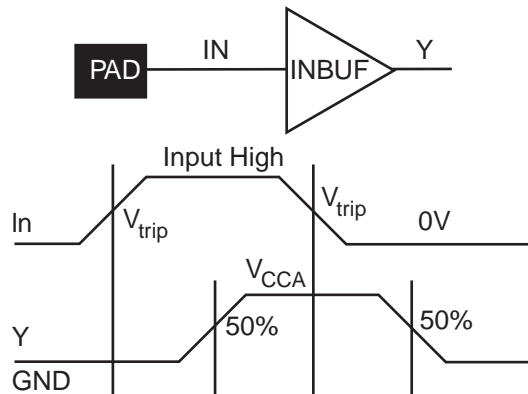 PAD
IN
INBUF
Y
Input High
In
Vtrip
Vtrip
0V
VCCA
Y
50%
50%
GND